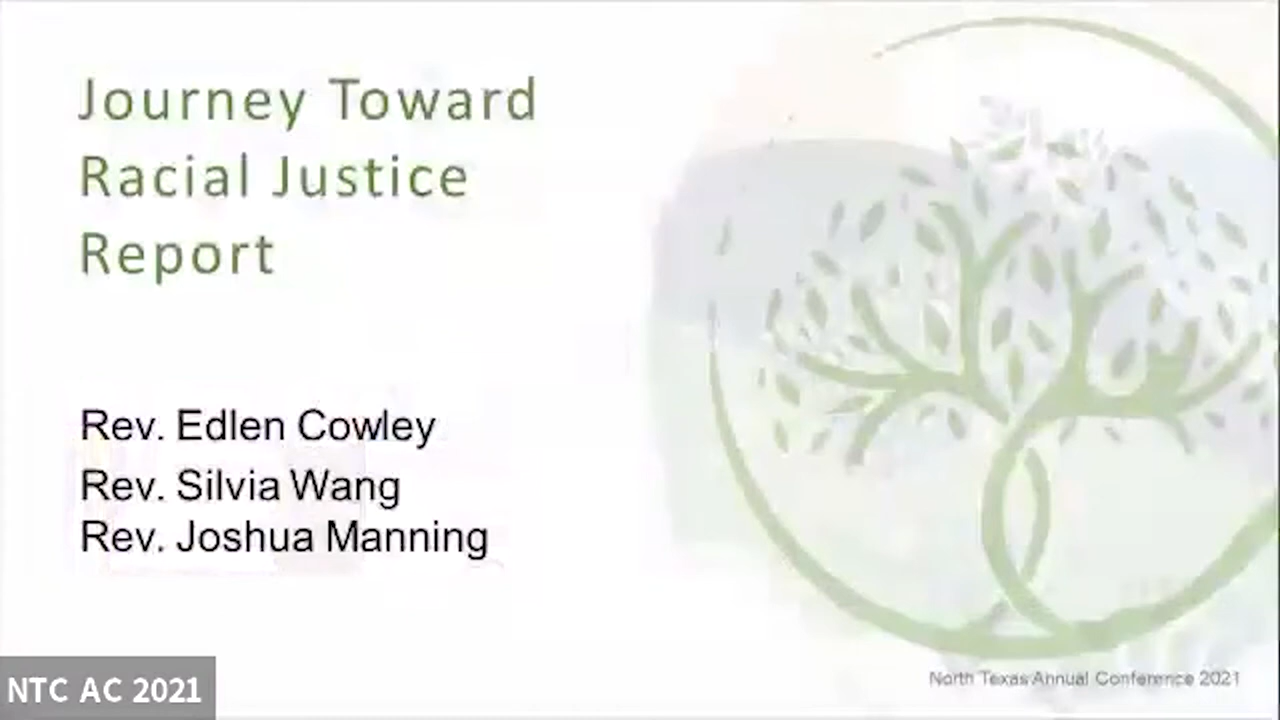 Journey Toward
Racial Justice
Report
Rev. Edlen Cowley
Rev. Silvia Wang
Rev. Joshua Manning
North Texas Annual Conference 2021
NTC AC 2021